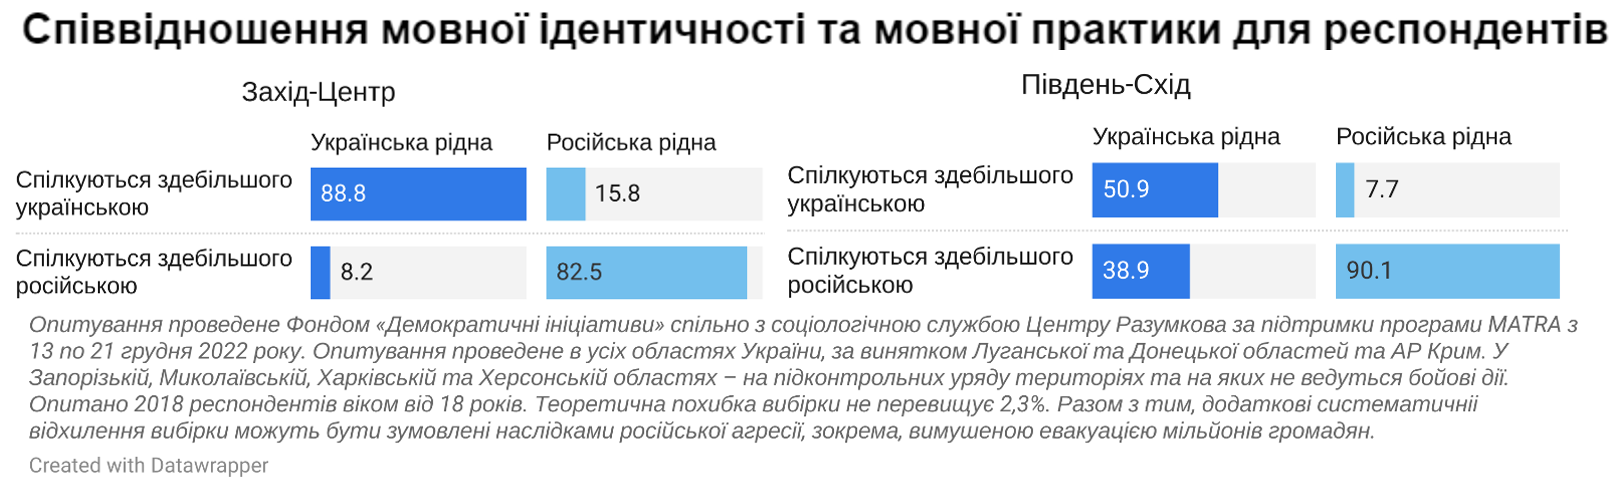 Співвідношення мовної ідентичності та мовної практики для респондентів
Захід-Центр
Українська рідна Російська рідна
Спілкуються здебільшого
українською
88.8 15.8
Спілкуються здебільшого
російською
8.2 82.5
Південь-Схід
Українська рідна Російська рідна
Спілкуються здебільшого
українською
50.9 7.7
Спілкуються здебільшого
російською
38.9 90.1
Опитування проведене Фондом «Демократичні ініціативи» спільно з соціологічною службою Центру Разумкова за підтримки програми MATRA з
13 по 21 грудня 2022 року. Опитування проведене в усіх областях України, за винятком Луганської та Донецької областей та АР Крим. У
Запорізькій, Миколаївській, Харківській та Херсонській областях – на підконтрольних уряду територіях та на яких не ведуться бойові дії.
Опитано 2018 респондентів віком від 18 років. Теоретична похибка вибірки не перевищує 2,3%. Разом з тим, додаткові систематичніі
відхилення вибірки можуть бути зумовлені наслідками російської агресії, зокрема, вимушеною евакуацією мільйонів громадян.
Created with Datawrapper